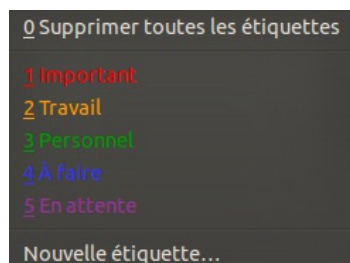 0 Supprimer toutes les étiquettes
1 Important
2 Travail
3 Personnel
4 À faire
5 En attente
Nouvelle étiquette...